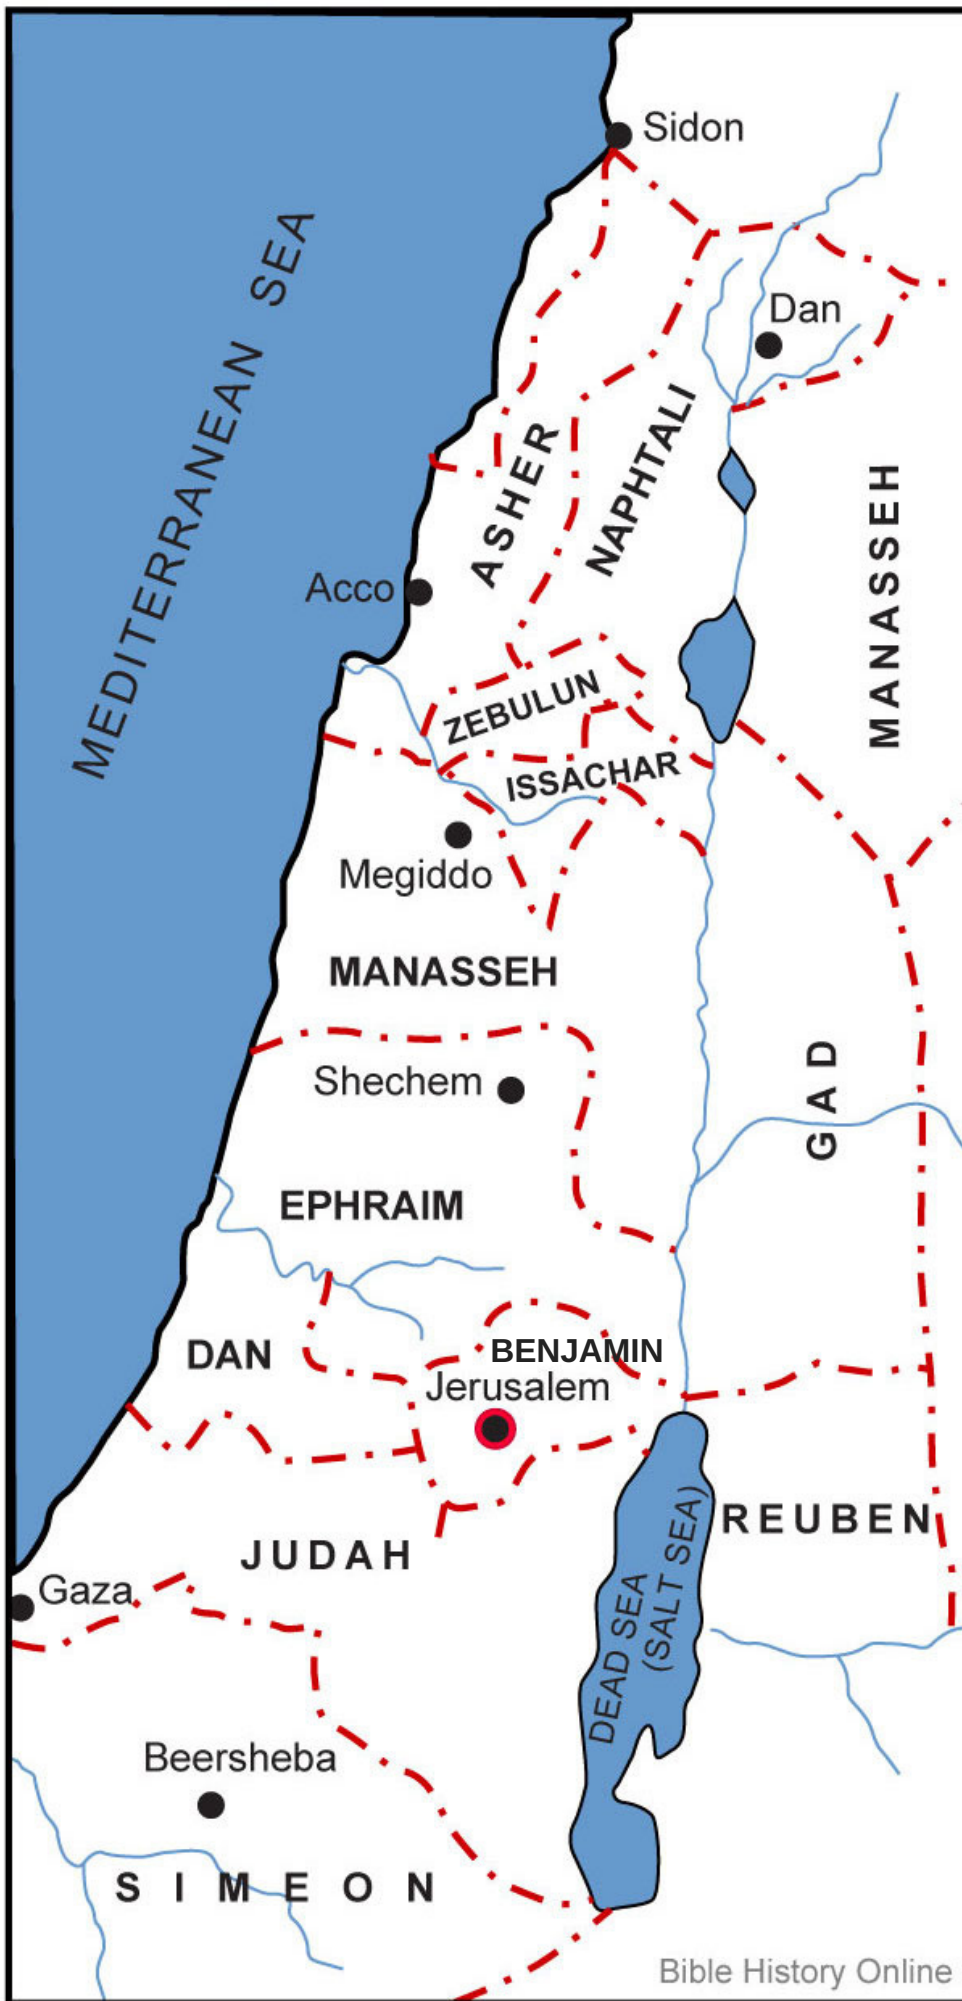 Sidon
MEDITERRANEAN SEA
Dan
NAPHTALI
ASHER
MANASSEH
Acco
ZEBULUN
ISSACHAR
Megiddo
MANASSEH
Shechem
GAD
EPHRAIM
DAN
BENJAMIN
Jerusalem
REUBEN
JUDAH
Gaza
DEAD SEA
(SALT SEA)
Beersheba
SIMEON
Bible History Online